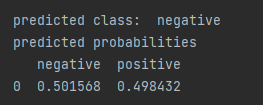 predicted class:  negative
predicted probabilities
   negative  positive
0  0.501568  0.498432